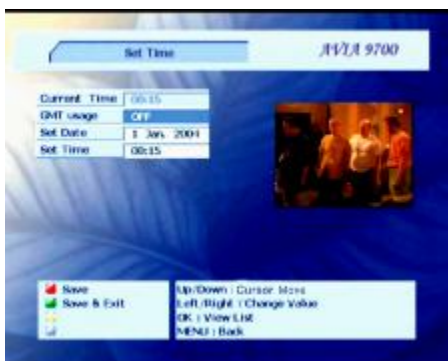 Set Time
AVIA 9700
Current Time 00:15
GMT usage OFF
Set Date 1 Jan. 2004
Set Time 00:15
Save
Save & Exit
Up/Down : Cursor Move
Left/Right : Change Value
OK : View List
MENU : Back